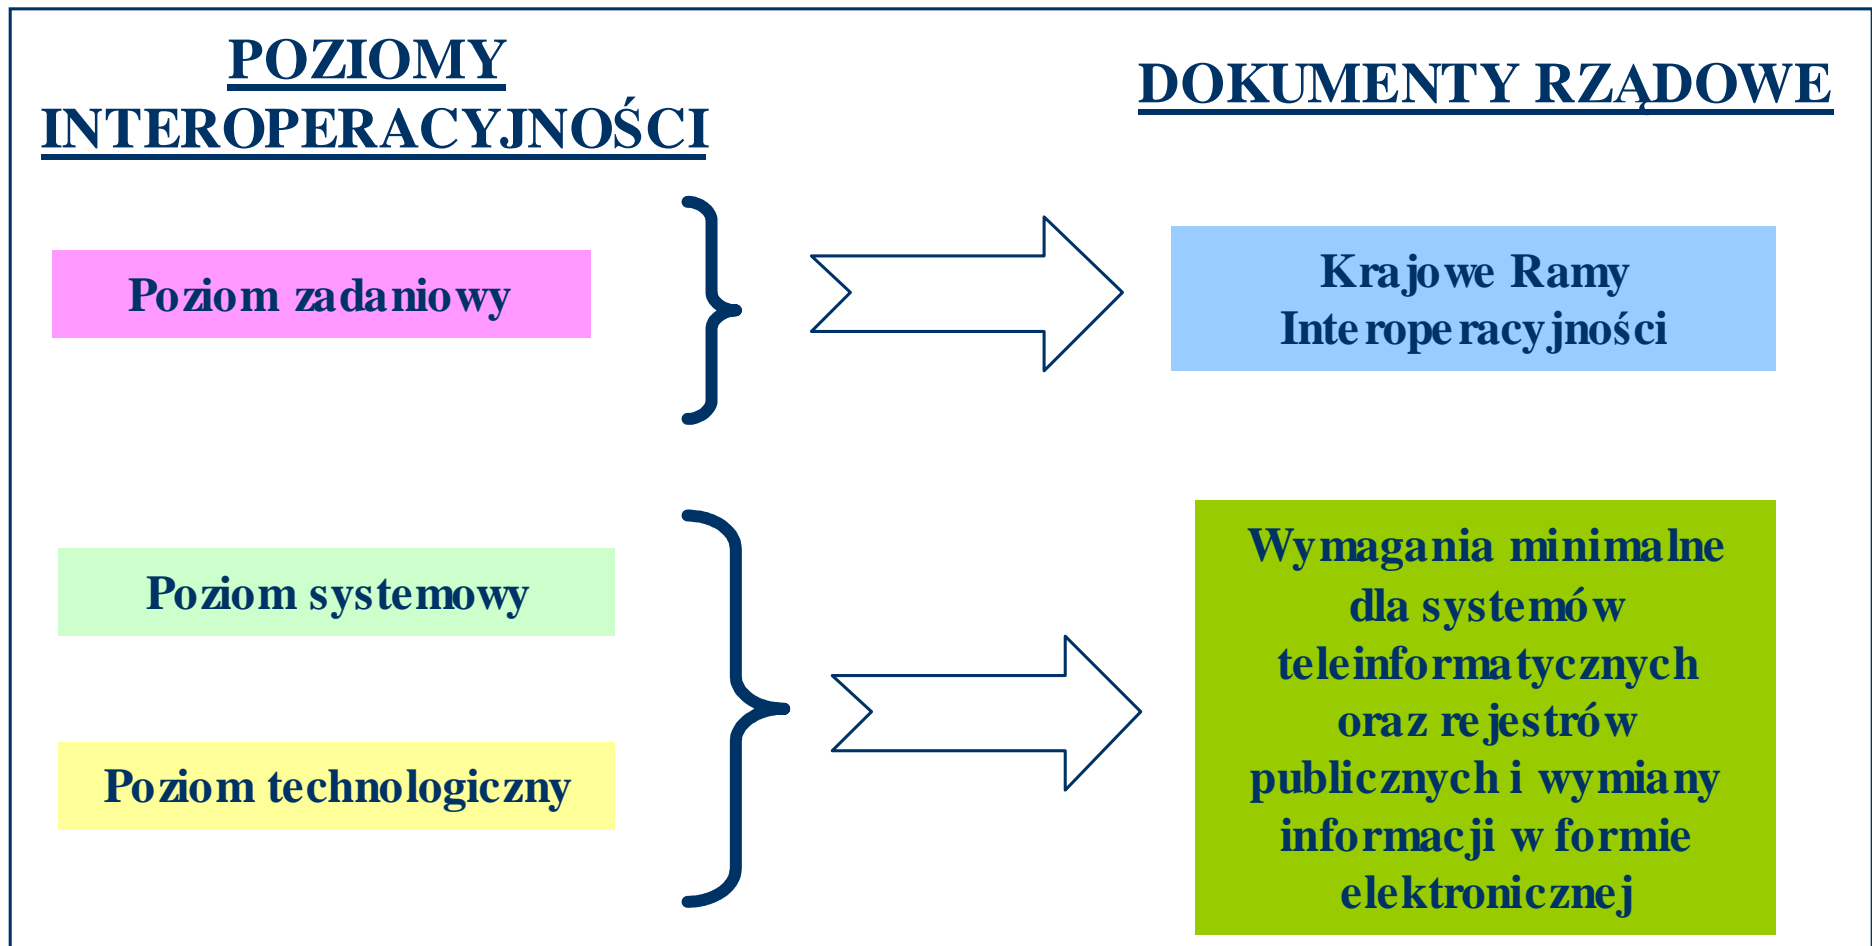 POZIOMY
INTEROPERACYJNOŚCI
DOKUMENTY RZĄDOWE
Poziom zadaniowy
Krajowe Ramy
Interoperacyjności
Poziom systemowy
Poziom technologiczny
Wymagania minimalne
dla systemów
teleinformatycznych
oraz rejestrów
publicznych i wymiany
informacji w formie
elektronicznej